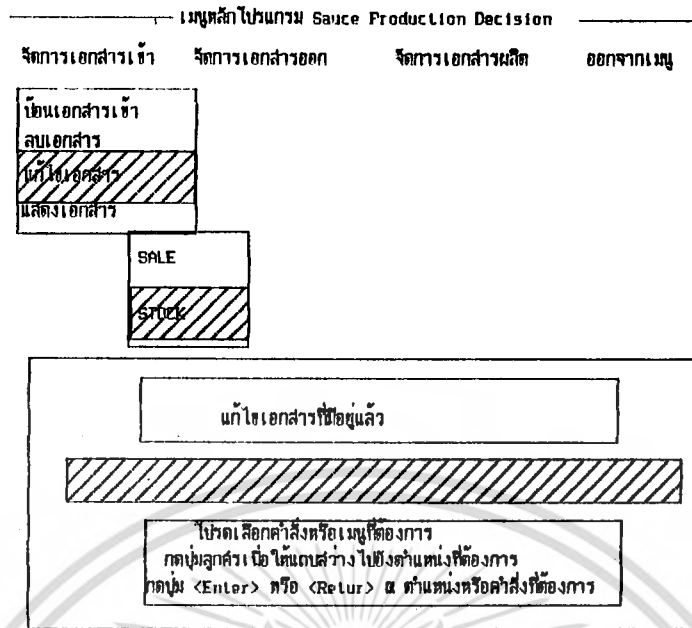 เมนูหลักโปรแกรม Sauce Production Decision
จัดการเอกสารเข้า จัดการเอกสารออก จัดการเอกสารผลิต ออกจากเมนู
ป้อนเอกสารเข้า
ลบเอกสาร
แก้ไขเอกสาร
แสดงเอกสาร
SALE
STOCK
แก้ไขเอกสารที่มีอยู่แล้ว
โปรดเลือกคำสั่งหรือเมนูที่ต้องการ
กดปุ่มลูกศรเพื่อให้แถบสว่างไปยังตำแหน่งที่ต้องการ
กดปุ่ม <Enter> หรือ <Retur> ณ ตำแหน่งหรือคำสั่งที่ต้องการ